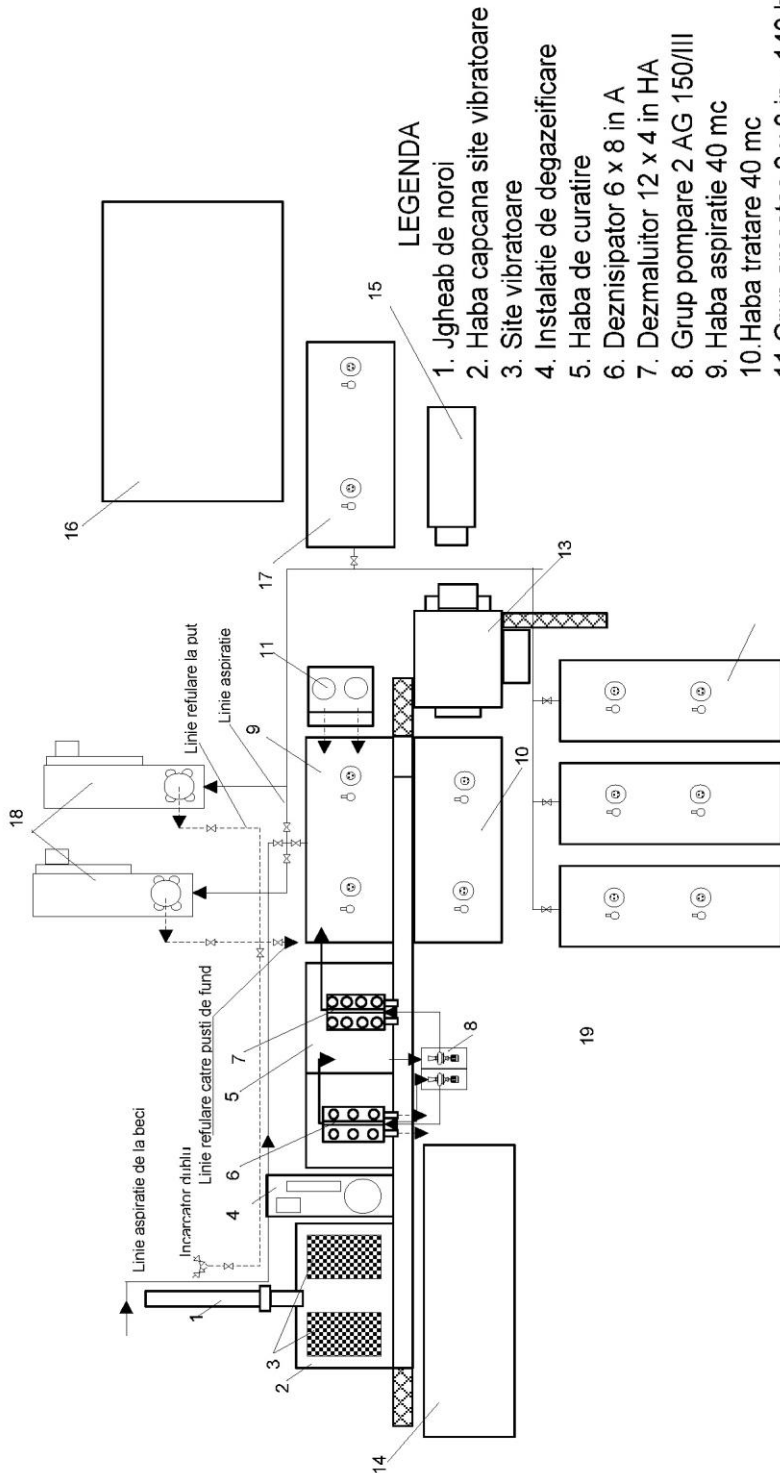 Linie aspiratie de la beci
Incarcator dublu
Linie refulare catre pusti de fund
Linie refulare la put
Linie aspiratie
18
16
1
4
5
6
7
9
11
17
15
2
3
8
10
13
14
19
LEGENDA
1. Jgheab de noroi
2. Haba capcana site vibratoare
3. Site vibratoare
4. Instalatie de degazeificare
5. Haba de curatire
6. Deznisipator 6 x 8 in A
7. Dezmaluitor 12 x 4 in HA
8. Grup pompare 2 AG 150/III
9. Haba aspiratie 40 mc
10.Haba tratare 40 mc